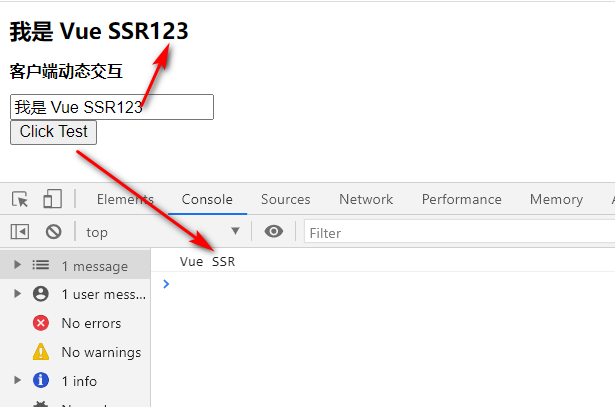 我是 Vue SSR123
客户端动态交互
我是 Vue SSR123
Click Test
Elements Console Sources Network Performance Memory
top Filter
1 message
Vue SSR
1 user mess...
No errors
No warnings
1 info